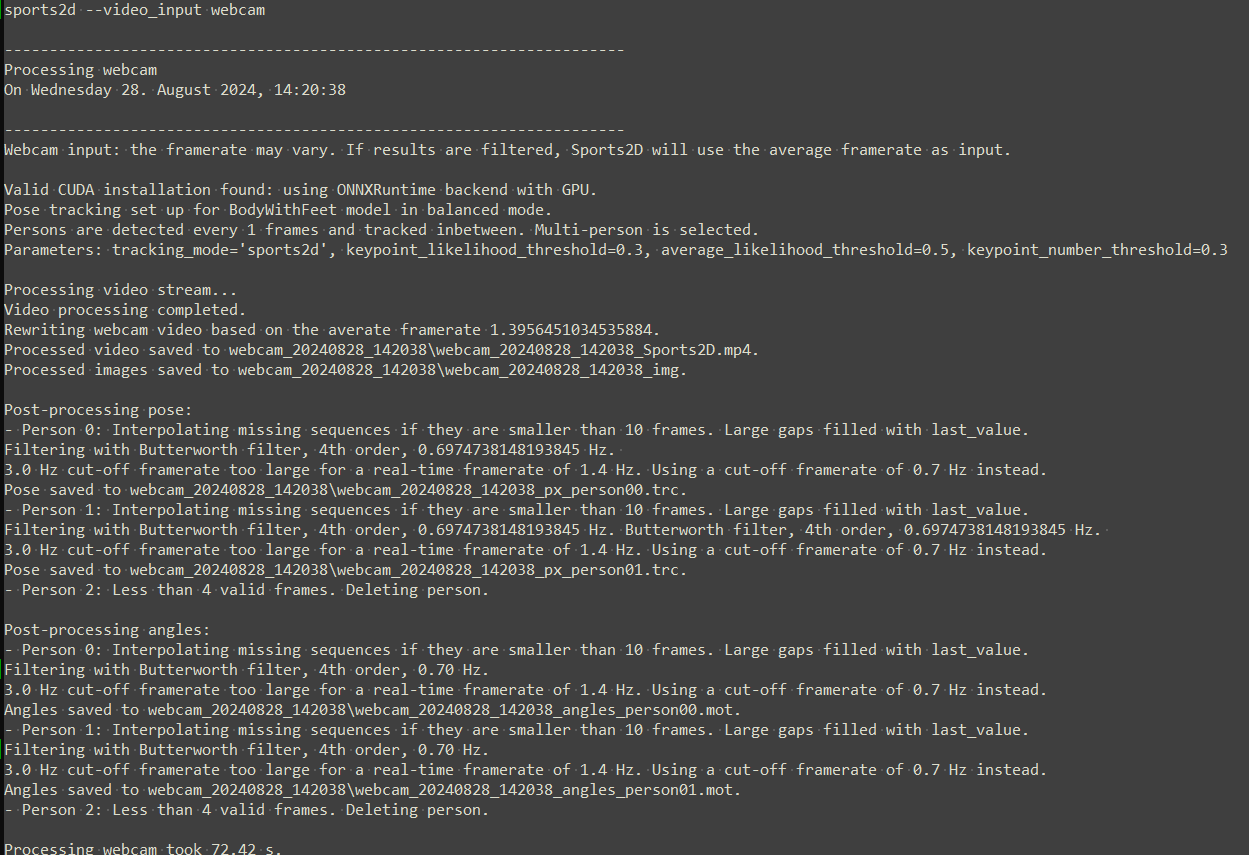 sports2d --video_input webcam
---------------------------------------------------------------------
Processing webcam
On Wednesday 28. August 2024, 14:20:38
---------------------------------------------------------------------
Webcam input: the framerate may vary. If results are filtered, Sports2D will use the average framerate as input.
Valid CUDA installation found: using ONNXRuntime backend with GPU.
Pose tracking set up for BodyWithFeet model in balanced mode.
Persons are detected every 1 frames and tracked inbetween. Multi-person is selected.
Parameters: tracking_mode='sports2d', keypoint_likelihood_threshold=0.3, average_likelihood_threshold=0.5, keypoint_number_threshold=0.3
Processing video stream...
Video processing completed.
Rewriting webcam video based on the averate framerate 1.3956451034535884.
Processed video saved to webcam_20240828_142038\webcam_20240828_142038_Sports2D.mp4.
Processed images saved to webcam_20240828_142038\webcam_20240828_142038_img.
Post-processing pose:
- Person 0: Interpolating missing sequences if they are smaller than 10 frames. Large gaps filled with last_value.
Filtering with Butterworth filter, 4th order, 0.6974738148193845 Hz.
3.0 Hz cut-off framerate too large for a real-time framerate of 1.4 Hz. Using a cut-off framerate of 0.7 Hz instead.
Pose saved to webcam_20240828_142038\webcam_20240828_142038_px_person00.trc.
- Person 1: Interpolating missing sequences if they are smaller than 10 frames. Large gaps filled with last_value.
Filtering with Butterworth filter, 4th order, 0.6974738148193845 Hz. Butterworth filter, 4th order, 0.6974738148193845 Hz.
3.0 Hz cut-off framerate too large for a real-time framerate of 1.4 Hz. Using a cut-off framerate of 0.7 Hz instead.
Pose saved to webcam_20240828_142038\webcam_20240828_142038_px_person01.trc.
- Person 2: Less than 4 valid frames. Deleting person.
Post-processing angles:
- Person 0: Interpolating missing sequences if they are smaller than 10 frames. Large gaps filled with last_value.
Filtering with Butterworth filter, 4th order, 0.70 Hz.
3.0 Hz cut-off framerate too large for a real-time framerate of 1.4 Hz. Using a cut-off framerate of 0.7 Hz instead.
Angles saved to webcam_20240828_142038\webcam_20240828_142038_angles_person00.mot.
- Person 1: Interpolating missing sequences if they are smaller than 10 frames. Large gaps filled with last_value.
Filtering with Butterworth filter, 4th order, 0.70 Hz.
3.0 Hz cut-off framerate too large for a real-time framerate of 1.4 Hz. Using a cut-off framerate of 0.7 Hz instead.
Angles saved to webcam_20240828_142038\webcam_20240828_142038_angles_person01.mot.
- Person 2: Less than 4 valid frames. Deleting person.
Processing webcam took 72.42 s.